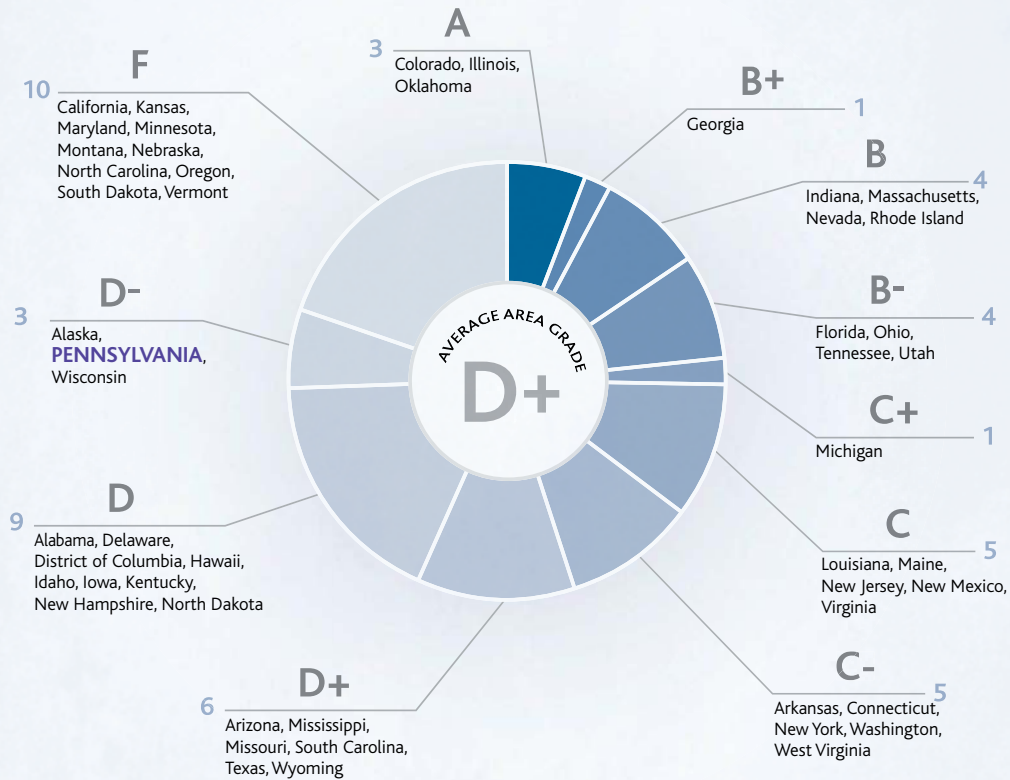 A
3
Colorado, Illinois,
Oklahoma
B+
1
Georgia
B
4
Indiana, Massachusetts,
Nevada, Rhode Island
B-
4
Florida, Ohio,
Tennessee, Utah
C+
1
Michigan
C
5
Louisiana, Maine,
New Jersey, New Mexico,
Virginia
C-
5
Arkansas, Connecticut,
New York, Washington,
West Virginia
D+
6
Arizona, Mississippi,
Missouri, South Carolina,
Texas, Wyoming
D
9
Alabama, Delaware,
District of Columbia, Hawaii,
Idaho, Iowa, Kentucky,
New Hampshire, North Dakota
D-
3
Alaska,
PENNSYLVANIA,
Wisconsin
F
10
California, Kansas,
Maryland, Minnesota,
Montana, Nebraska,
North Carolina, Oregon,
South Dakota, Vermont
AVERAGE AREA GRADE
D+